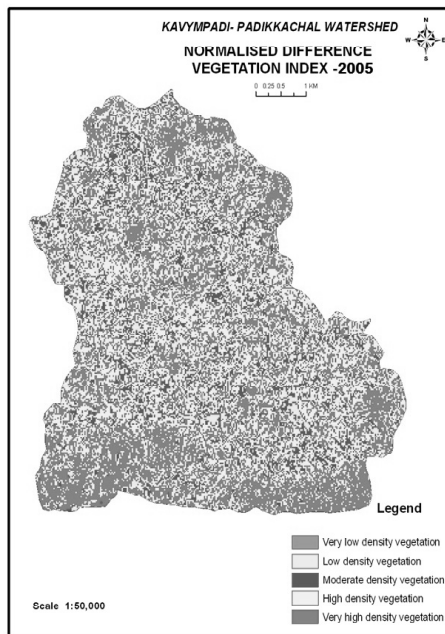 KAVYMPADI- PADIKKACHAL WATERSHED
N
W E
S
NORMALISED DIFFERENCE
VEGETATION INDEX -2005
0 0.25 0.5 1 KM
Legend
Very low density vegetation
Low density vegetation
Moderate density vegetation
High density vegetation
Very high density vegetation
Scale 1:50,000